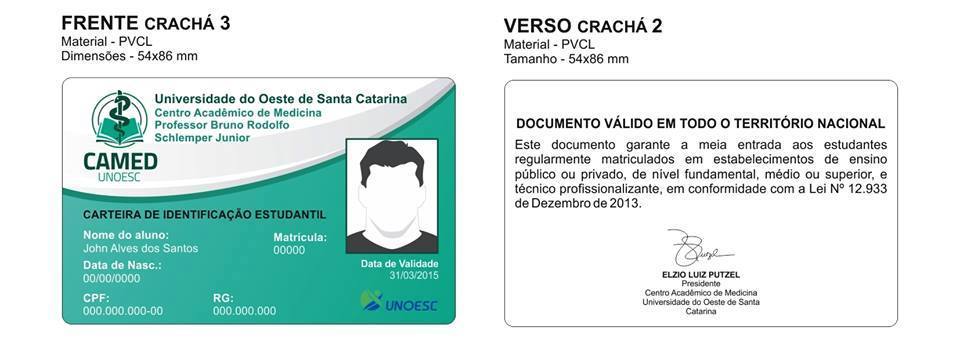 FRENTE CRACHÁ 3
Material - PVCL
Dimensões - 54x86 mm
Universidade do Oeste de Santa Catarina
Centro Acadêmico de Medicina
Professor Bruno Rodolfo
Schlemper Junior
CAMED
UNOESC
CARTEIRA DE IDENTIFICAÇÃO ESTUDANTIL
Nome do aluno:
John Alves dos Santos
Matrícula:
00000
Data de Nasc.:
00/00/0000
Data de Validade
31/03/2015
CPF:
000.000.000-00
RG:
000.000.000
UNOESC
VERSO CRACHÁ 2
Material - PVCL
Tamanho - 54x86 mm
DOCUMENTO VÁLIDO EM TODO O TERRITÓRIO NACIONAL
Este documento garante a meia entrada aos estudantes
regularmente matriculados em estabelecimentos de ensino
público ou privado, de nível fundamental, médio ou superior, e
técnico profissionalizante, em conformidade com a Lei Nº 12.933
de Dezembro de 2013.
ELZIO LUIZ PUTZEL
Presidente
Centro Acadêmico de Medicina
Universidade do Oeste de Santa
Catarina